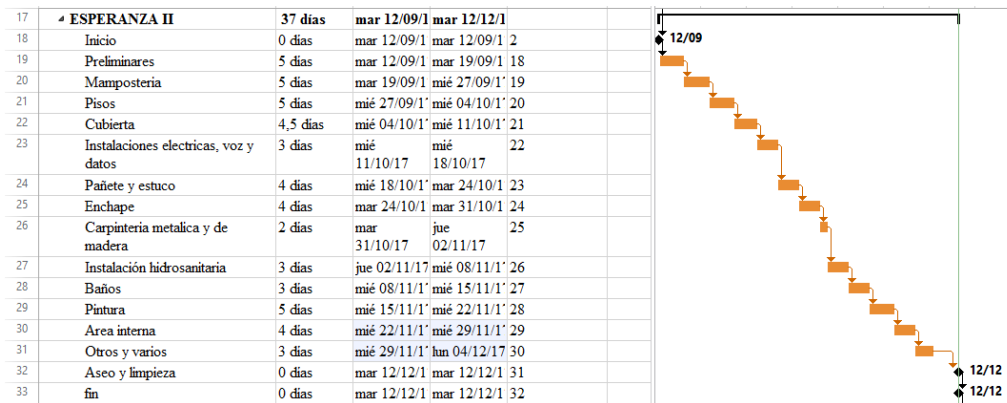 17 ESPERANZA II 37 días mar 12/09/1 mar 12/12/1
18 Inicio 0 días mar 12/09/1 mar 12/09/1 2
12/09
19 Preliminares 5 días mar 12/09/1 mar 19/09/1 18
20 Mamposteria 5 días mar 19/09/1 mié 27/09/1 19
21 Pisos 5 días mié 27/09/1 mié 04/10/1 20
22 Cubierta 4,5 días mié 04/10/1 mié 11/10/1 21
23 Instalaciones electricas, voz y datos 3 días mié 11/10/17 mié 18/10/17 22
24 Pañete y estuco 4 días mié 18/10/1 mar 24/10/1 23
25 Enchape 4 días mar 24/10/1 mar 31/10/1 24
26 Carpinteria metalica y de madera 2 días mar 31/10/17 jue 02/11/17 25
27 Instalación hidrosanitaria 3 días jue 02/11/17 mié 08/11/1 26
28 Baños 3 días mié 08/11/1 mié 15/11/1 27
29 Pintura 5 días mié 15/11/1 mié 22/11/1 28
30 Area interna 4 días mié 22/11/1 mié 29/11/1 29
31 Otros y varios 3 días mié 29/11/1 lun 04/12/17 30
32 Aseo y limpieza 0 días mar 12/12/1 mar 12/12/1 31
12/12
33 fin 0 días mar 12/12/1 mar 12/12/1 32
12/12